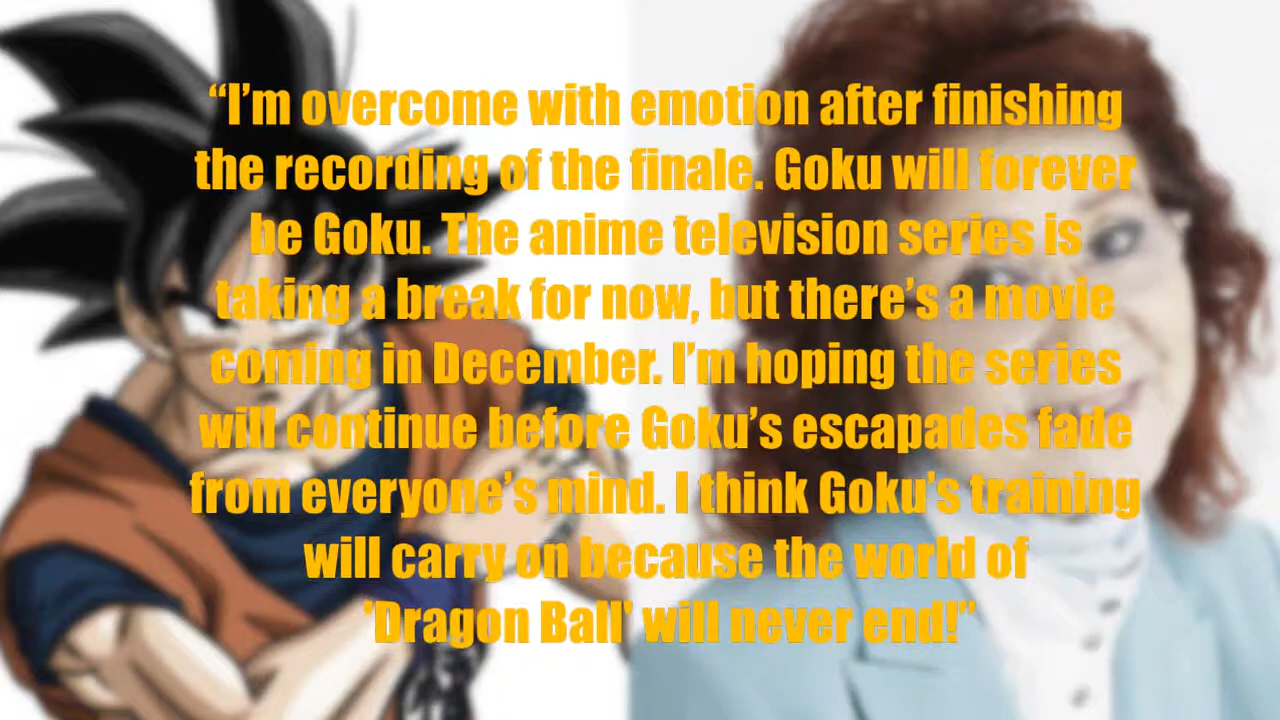 “I’m overcome with emotion after finishing
the recording of the finale. Goku will forever
be Goku. The anime television series is
taking a break for now, but there’s a movie
coming in December. I’m hoping the series
will continue before Goku’s escapades fade
from everyone’s mind. I think Goku’s training
will carry on because the world of
'Dragon Ball' will never end!”